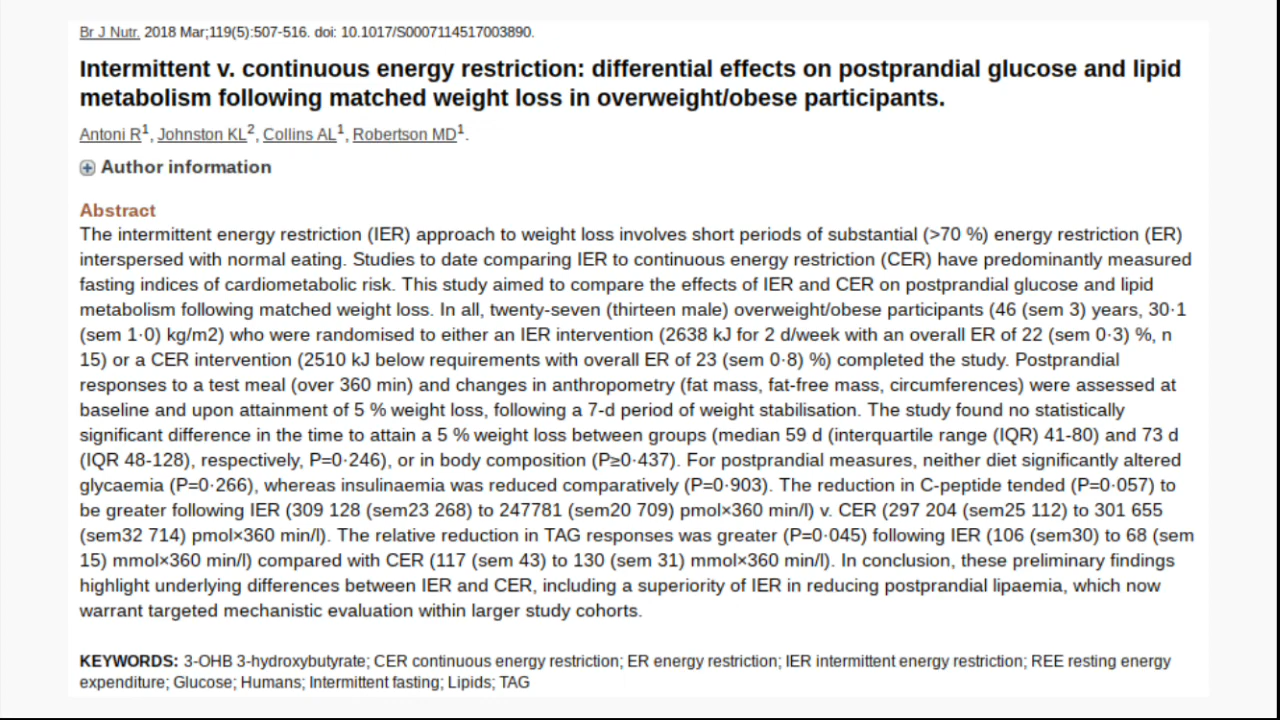 Br J Nutr. 2018 Mar;119(5):507-516. doi: 10.1017/S0007114517003890.
Intermittent v. continuous energy restriction: differential effects on postprandial glucose and lipid
metabolism following matched weight loss in overweight/obese participants.
Antoni R1, Johnston KL2, Collins AL1, Robertson MD1.
Author information
Abstract
The intermittent energy restriction (IER) approach to weight loss involves short periods of substantial (>70 %) energy restriction (ER)
interspersed with normal eating. Studies to date comparing IER to continuous energy restriction (CER) have predominantly measured
fasting indices of cardiometabolic risk. This study aimed to compare the effects of IER and CER on postprandial glucose and lipid
metabolism following matched weight loss. In all, twenty-seven (thirteen male) overweight/obese participants (46 (sem 3) years, 30·1
(sem 1·0) kg/m2) who were randomised to either an IER intervention (2638 kJ for 2 d/week with an overall ER of 22 (sem 0·3) %, n
15) or a CER intervention (2510 kJ below requirements with overall ER of 23 (sem 0·8) %) completed the study. Postprandial
responses to a test meal (over 360 min) and changes in anthropometry (fat mass, fat-free mass, circumferences) were assessed at
baseline and upon attainment of 5 % weight loss, following a 7-d period of weight stabilisation. The study found no statistically
significant difference in the time to attain a 5 % weight loss between groups (median 59 d (interquartile range (IQR) 41-80) and 73 d
(IQR 48-128), respectively, P=0·246), or in body composition (P≥0·437). For postprandial measures, neither diet significantly altered
glycaemia (P=0·266), whereas insulinaemia was reduced comparatively (P=0·903). The reduction in C-peptide tended (P=0·057) to
be greater following IER (309 128 (sem23 268) to 247781 (sem20 709) pmol×360 min/l) v. CER (297 204 (sem25 112) to 301 655
(sem32 714) pmol×360 min/l). The relative reduction in TAG responses was greater (P=0·045) following IER (106 (sem30) to 68 (sem
15) mmol×360 min/l) compared with CER (117 (sem 43) to 130 (sem 31) mmol×360 min/l). In conclusion, these preliminary findings
highlight underlying differences between IER and CER, including a superiority of IER in reducing postprandial lipaemia, which now
warrant targeted mechanistic evaluation within larger study cohorts.
KEYWORDS: 3-OHB 3-hydroxybutyrate; CER continuous energy restriction; ER energy restriction; IER intermittent energy restriction; REE resting energy
expenditure; Glucose; Humans; Intermittent fasting; Lipids; TAG